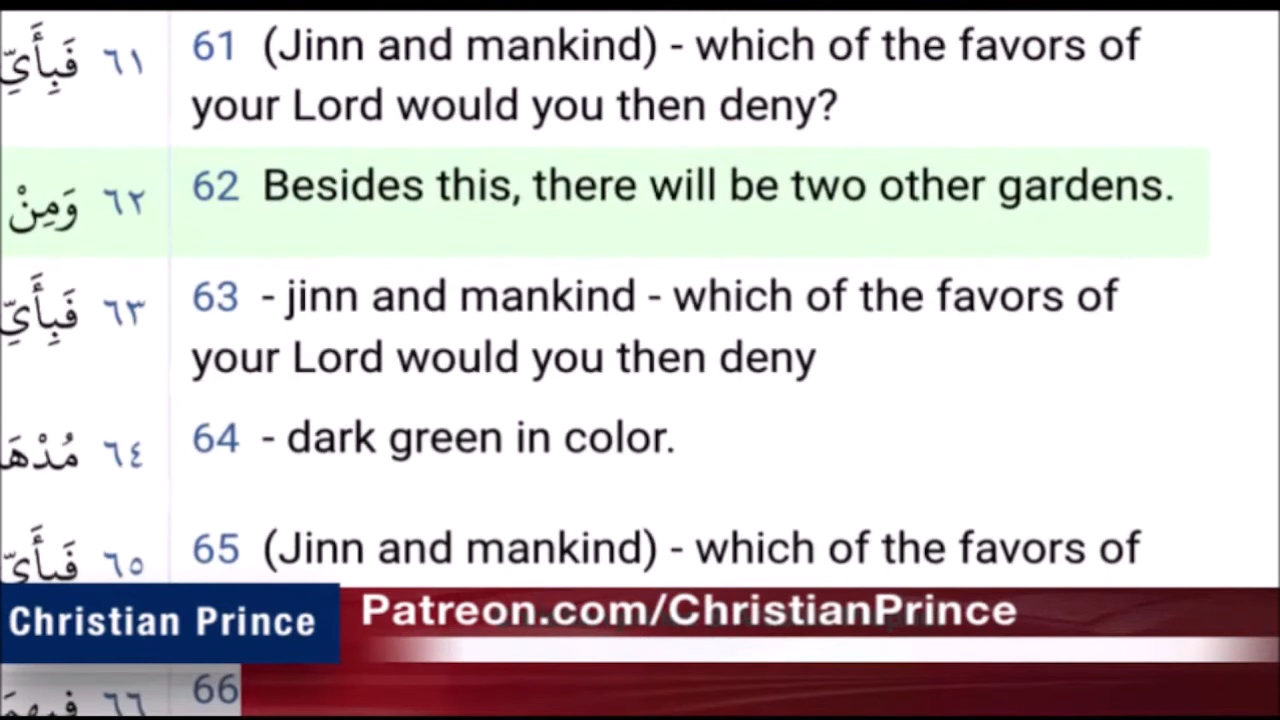 فَبِأَيِّ ٦١ 61 (Jinn and mankind) - which of the favors of
your Lord would you then deny?
وَمِنْ ٦٢ 62 Besides this, there will be two other gardens.
فَبِأَيِّ ٦٣ 63 - jinn and mankind - which of the favors of
your Lord would you then deny
٦٤ 64 - dark green in color.
فَبِأَيِّ ٦٥ 65 (Jinn and mankind) - which of the favors of
Christian Prince
Patreon.com/ChristianPrince
٦٦ 66